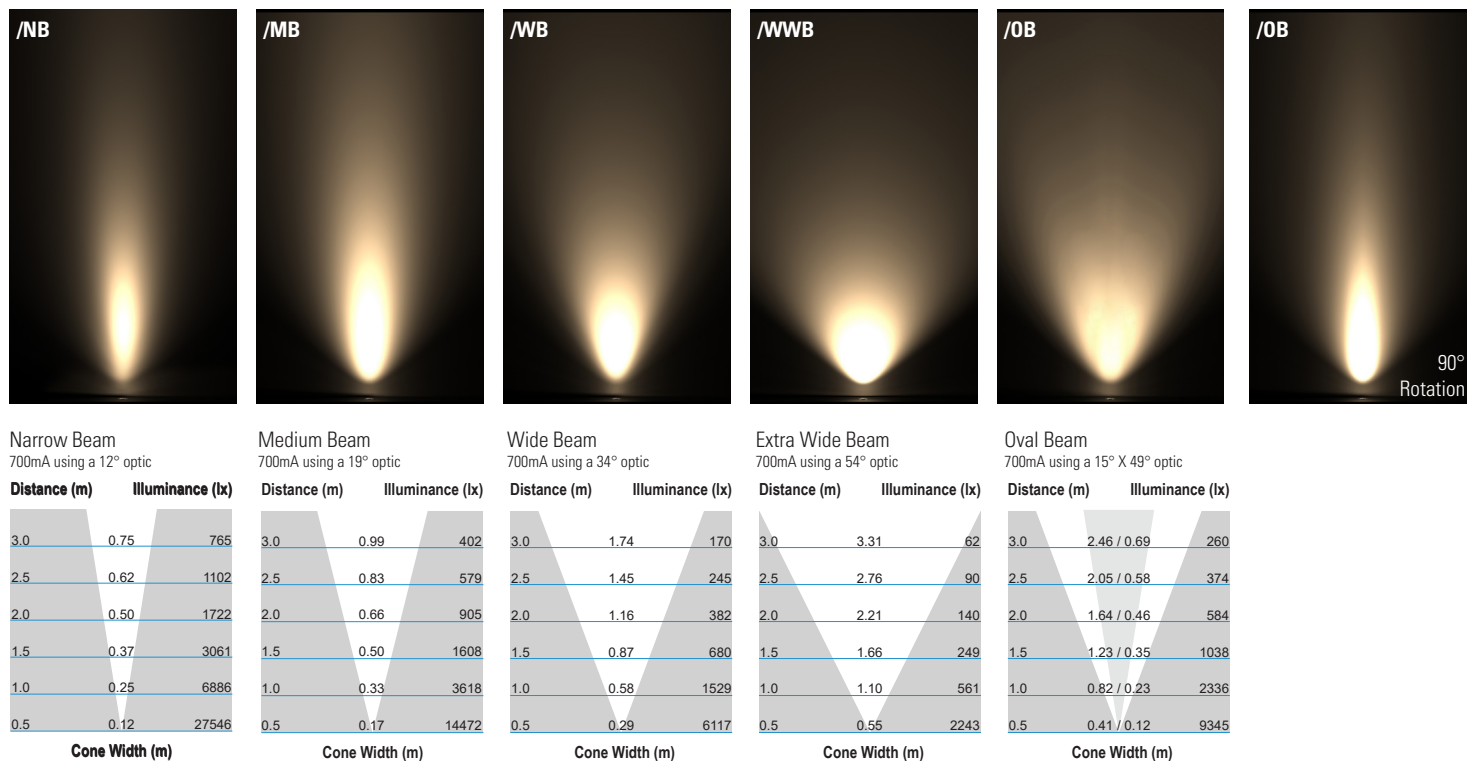 /NB
/MB
/WB
/WWB
/OB
/OB
90°
Rotation
Narrow Beam
700mA using a 12° optic
Distance (m) Illuminance (lx)
3.0 0.75 765
2.5 0.62 1102
2.0 0.50 1722
1.5 0.37 3061
1.0 0.25 6886
0.5 0.12 27546
Cone Width (m)
Medium Beam
700mA using a 19° optic
Distance (m) Illuminance (lx)
3.0 0.99 402
2.5 0.83 579
2.0 0.66 905
1.5 0.50 1608
1.0 0.33 3618
0.5 0.17 14472
Cone Width (m)
Wide Beam
700mA using a 34° optic
Distance (m) Illuminance (lx)
3.0 1.74 170
2.5 1.45 245
2.0 1.16 382
1.5 0.87 680
1.0 0.58 1529
0.5 0.29 6117
Cone Width (m)
Extra Wide Beam
700mA using a 54° optic
Distance (m) Illuminance (lx)
3.0 3.31 62
2.5 2.76 90
2.0 2.21 140
1.5 1.66 249
1.0 1.10 561
0.5 0.55 2243
Cone Width (m)
Oval Beam
700mA using a 15° X 49° optic
Distance (m) Illuminance (lx)
3.0 2.46 / 0.69 260
2.5 2.05 / 0.58 374
2.0 1.64 / 0.46 584
1.5 1.23 / 0.35 1038
1.0 0.82 / 0.23 2336
0.5 0.41 / 0.12 9345
Cone Width (m)